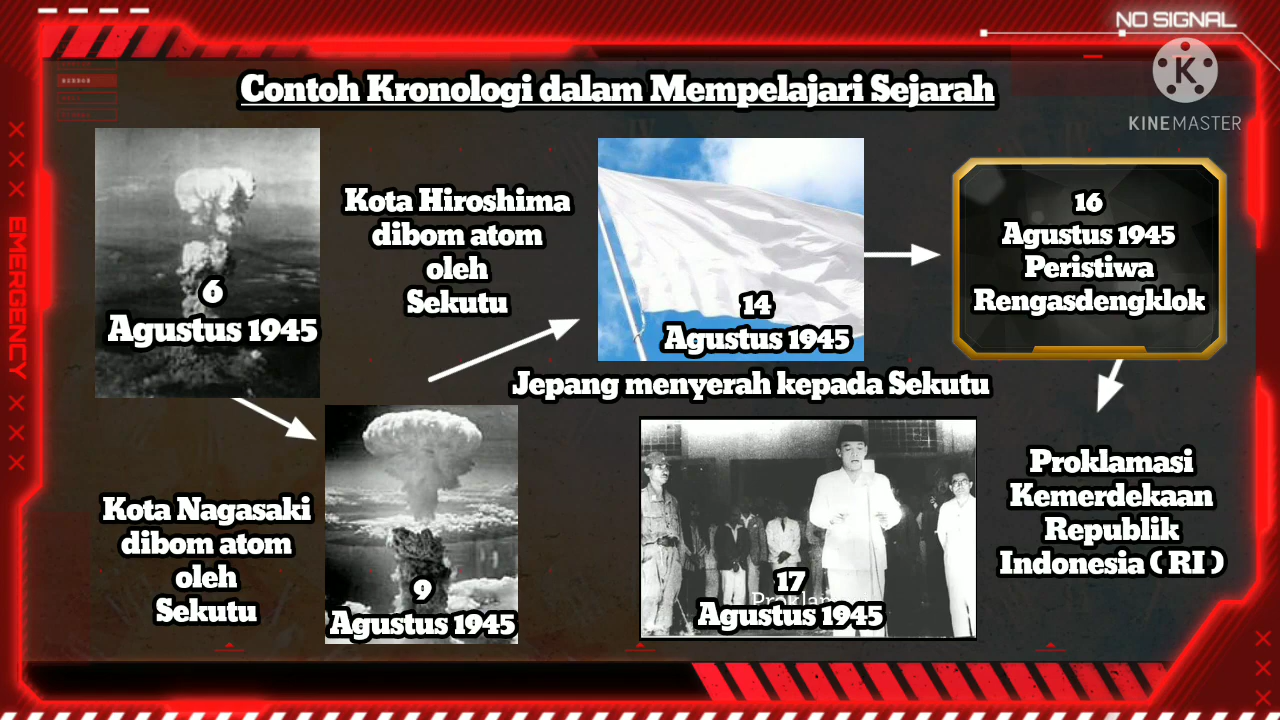 NO SIGNAL
K
KINEMASTER
EMERGENCY
Contoh Kronologi dalam Mempelajari Sejarah
6
Agustus 1945
Kota Hiroshima
dibom atom
oleh
Sekutu
Kota Nagasaki
dibom atom
oleh
Sekutu
9
Agustus 1945
14
Agustus 1945
Jepang menyerah kepada Sekutu
16
Agustus 1945
Peristiwa
Rengasdengklok
17
Agustus 1945
Proklamasi
Kemerdekaan
Republik
Indonesia ( RI )